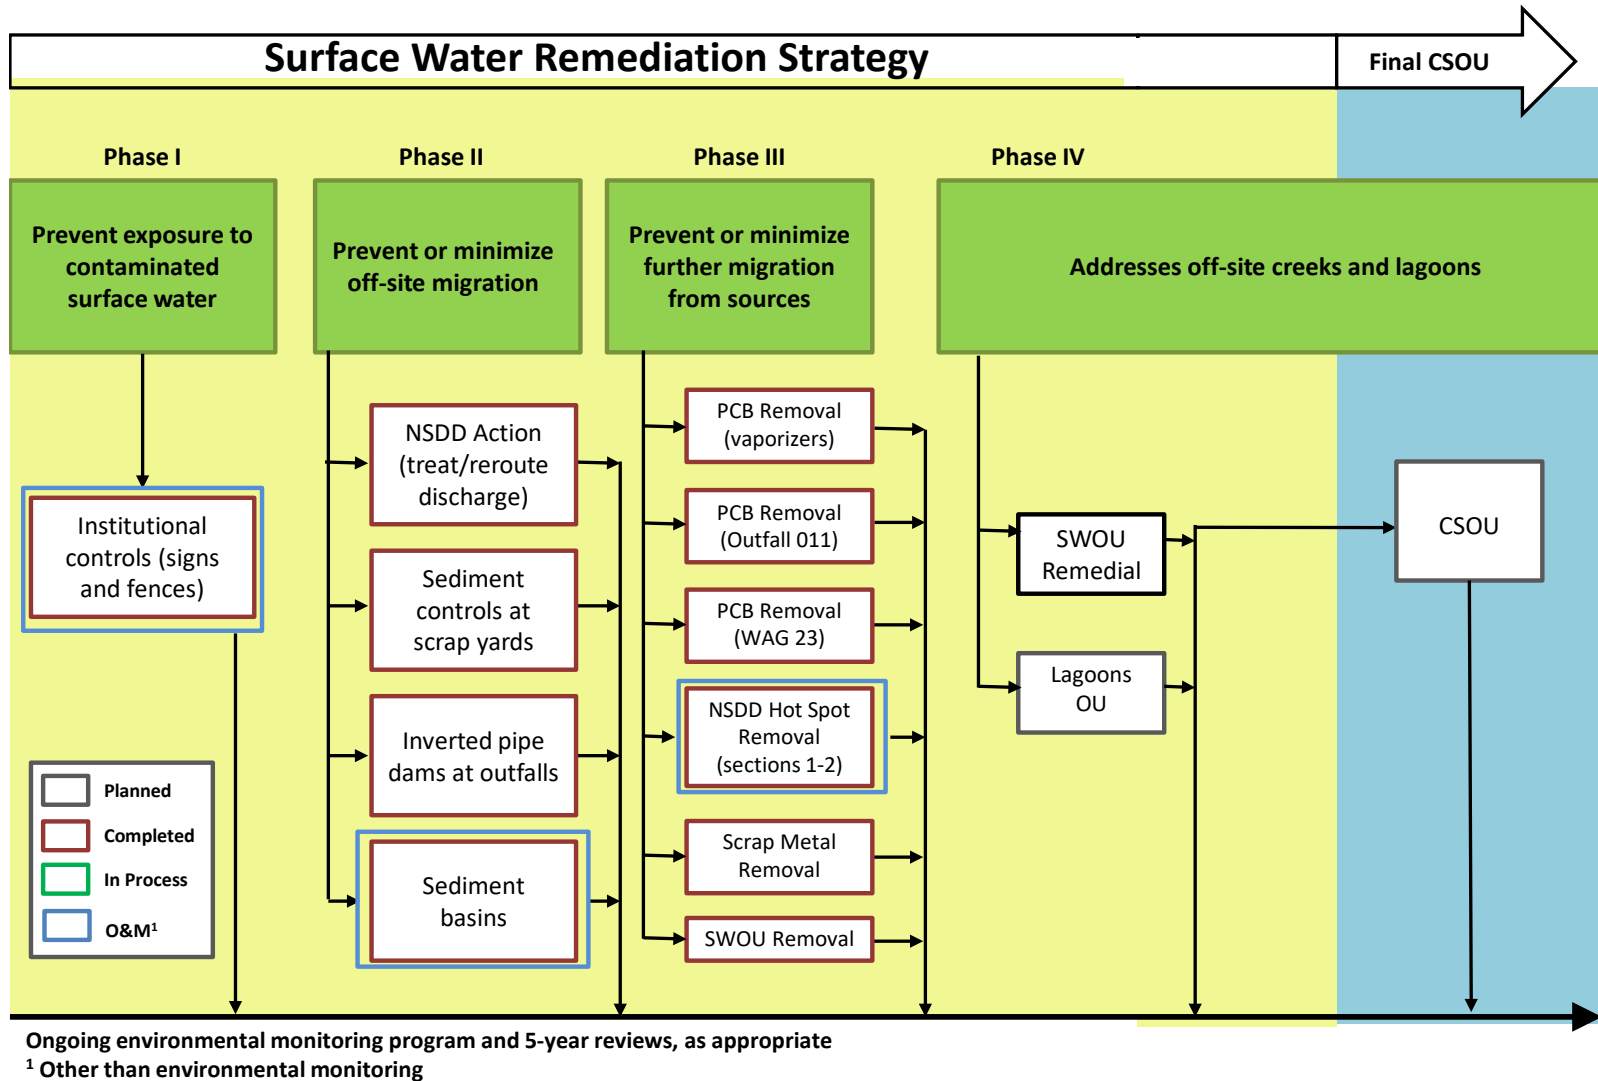 Surface Water Remediation Strategy
Final CSOU
Phase I
Phase II
Phase III
Phase IV
Prevent exposure to
contaminated
surface water
Prevent or minimize
off-site migration
Prevent or minimize
further migration
from sources
Addresses off-site creeks and lagoons
Institutional
controls (signs
and fences)
NSDD Action
(treat/reroute
discharge)
Sediment
controls at
scrap yards
Inverted pipe
dams at outfalls
Sediment
basins
PCB Removal
(vaporizers)
PCB Removal
(Outfall 011)
PCB Removal
(WAG 23)
NSDD Hot Spot
Removal
(sections 1-2)
Scrap Metal
Removal
SWOU Removal
SWOU
Remedial
Lagoons
OU
CSOU
Planned
Completed
In Process
O&M¹
Ongoing environmental monitoring program and 5-year reviews, as appropriate
¹ Other than environmental monitoring